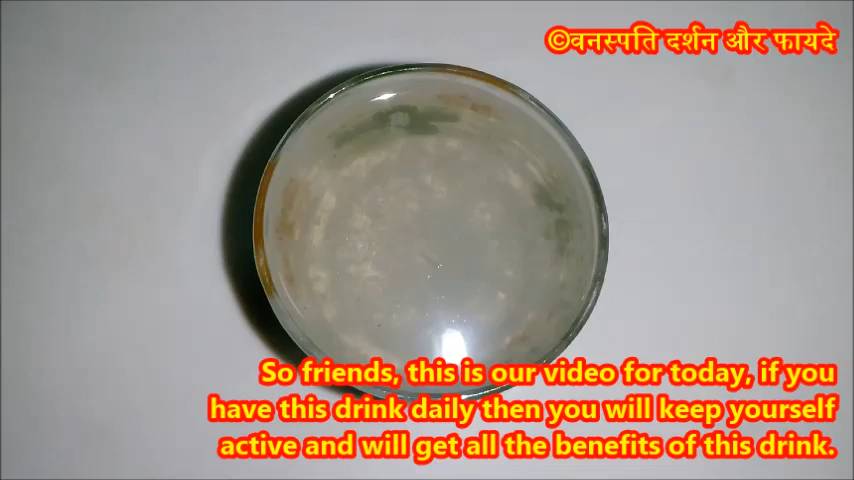 ©वनस्पति दर्शन और फायदे
So friends, this is our video for today, if you
have this drink daily then you will keep yourself
active and will get all the benefits of this drink.